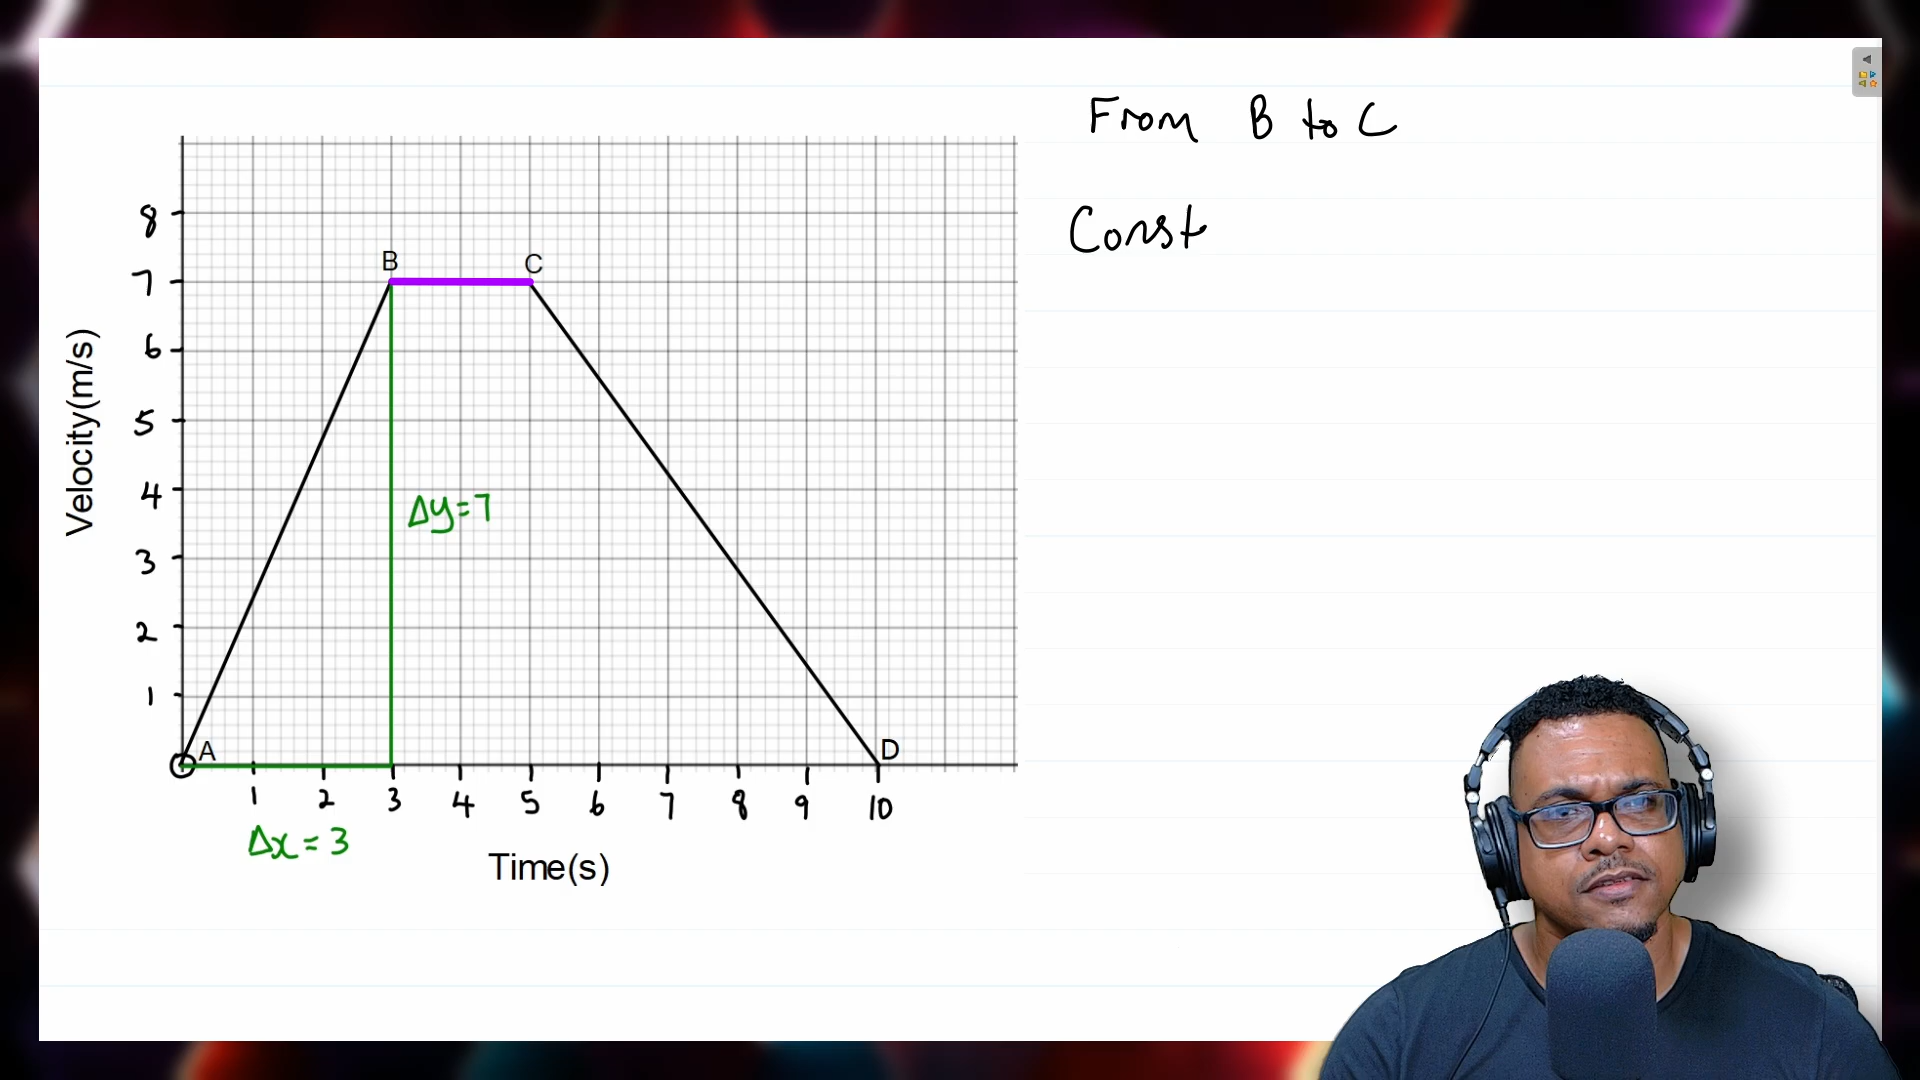 From B to C
Const
8
7
6
5
4
3
2
1
Velocity(m/s)
B
C
A
D
Δy=7
1 2 3 4 5 6 7 8 9 10
Δx=3
Time(s)